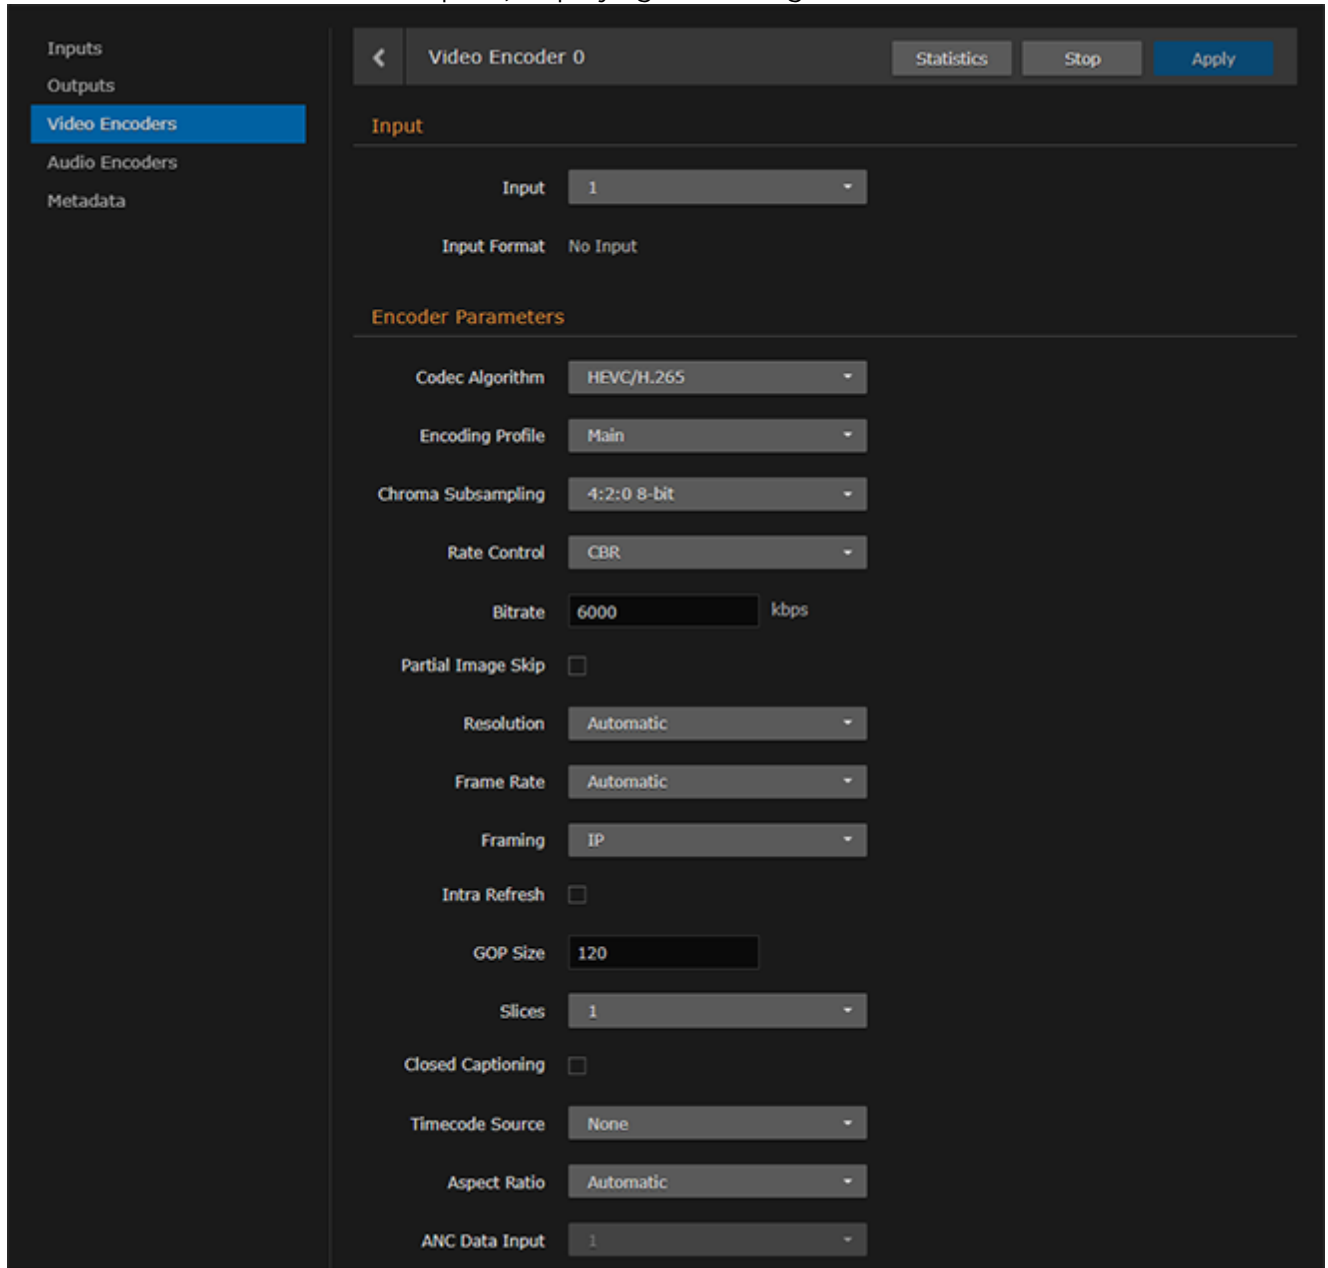 Inputs
Outputs
Video Encoders
Audio Encoders
Metadata
Video Encoder 0
Statistics
Stop
Apply
Input
Input 1
Input Format No Input
Encoder Parameters
Codec Algorithm HEVC/H.265
Encoding Profile Main
Chroma Subsampling 4:2:0 8-bit
Rate Control CBR
Bitrate 6000 kbps
Partial Image Skip
Resolution Automatic
Frame Rate Automatic
Framing IP
Intra Refresh
GOP Size 120
Slices 1
Closed Captioning
Timecode Source None
Aspect Ratio Automatic
ANC Data Input 1